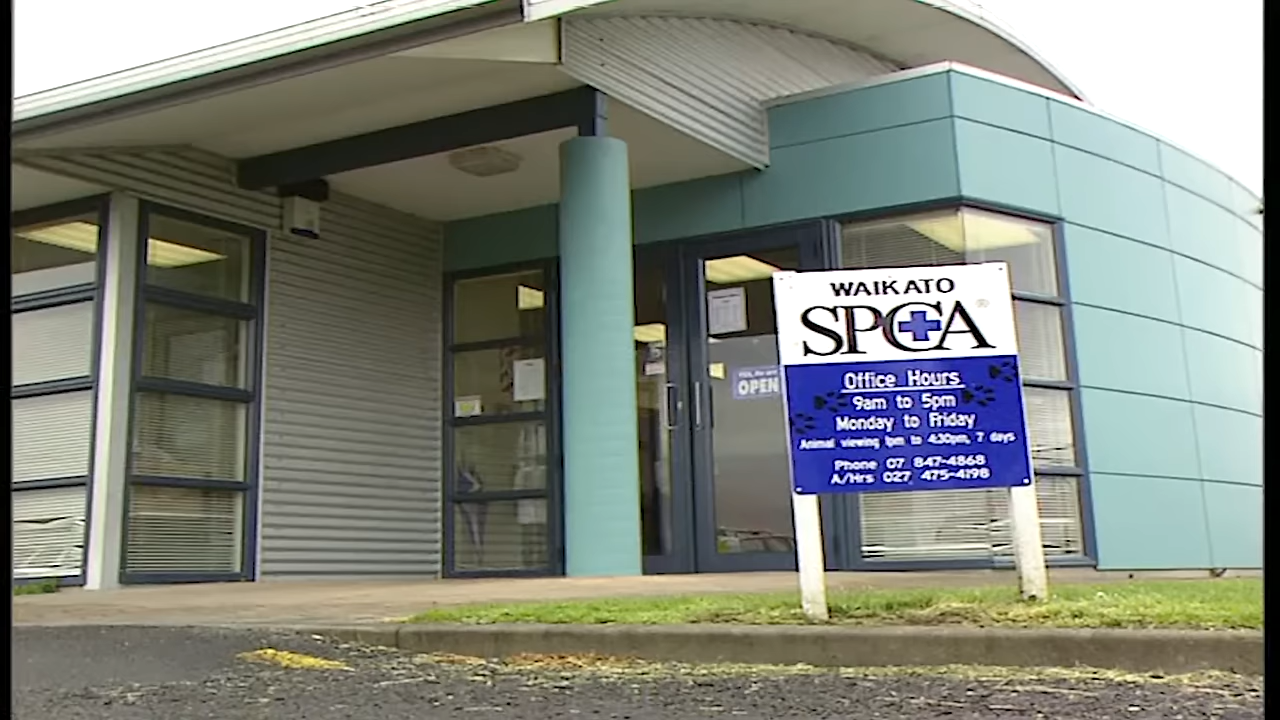 WAIKATO
SPCA®
Office Hours
9am to 5pm
Monday to Friday
Animal viewing 1pm to 4:30pm, 7 days
Phone 07 847-4868
A/Hrs 027 475-4198
OPEN